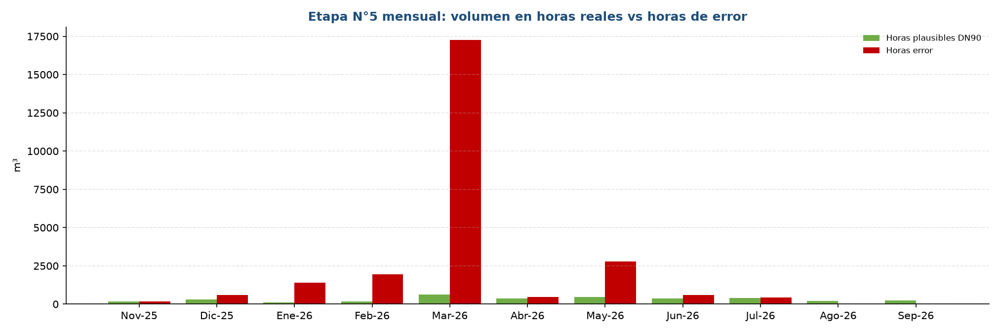 Etapa N°5 mensual: volumen en horas reales vs horas de error
Horas plausibles DN90
Horas error
m³
17500
15000
12500
10000
7500
5000
2500
0
Nov-25 Dic-25 Ene-26 Feb-26 Mar-26 Abr-26 May-26 Jun-26 Jul-26 Ago-26 Sep-26